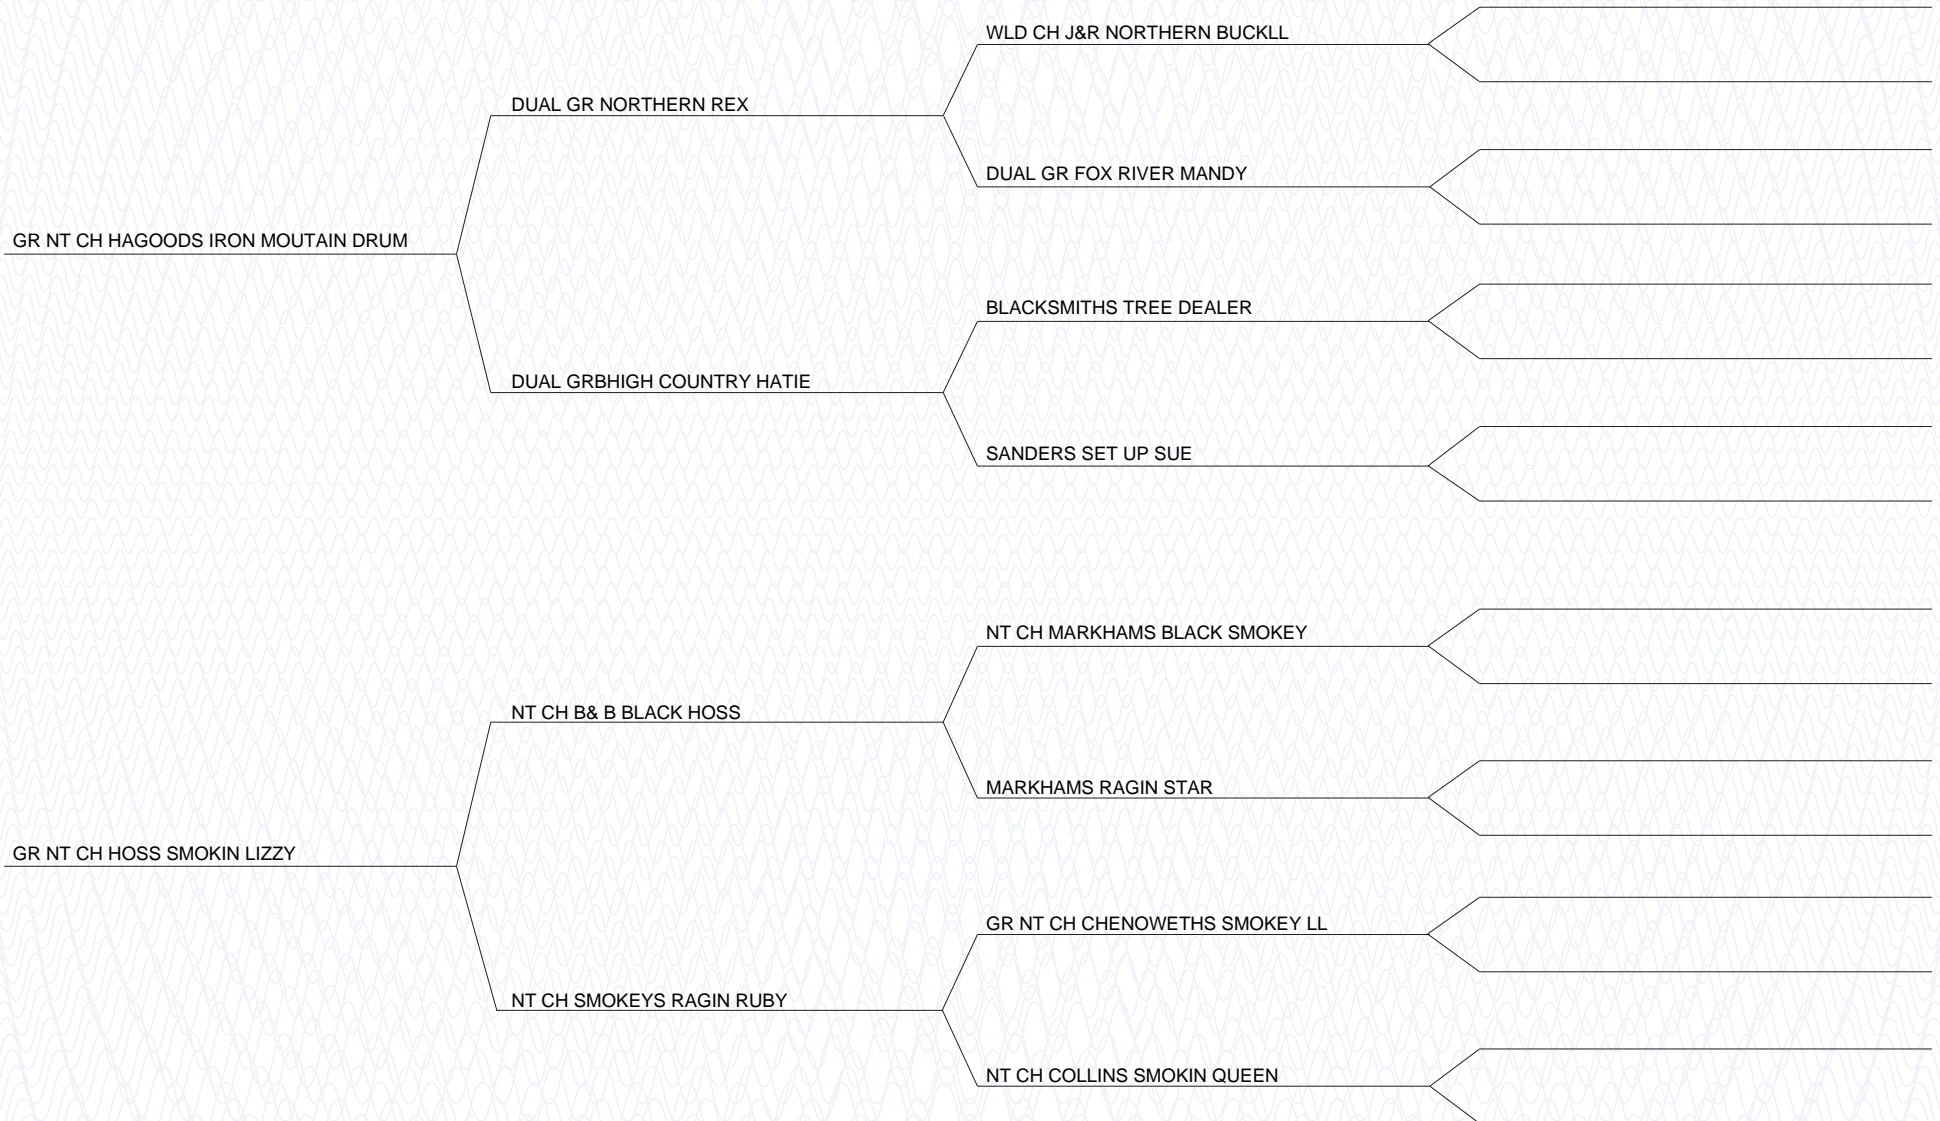 WLD CH J&R NORTHERN BUCKLL
DUAL GR NORTHERN REX
DUAL GR FOX RIVER MANDY
GR NT CH HAGOODS IRON MOUTAIN DRUM
BLACKSMITHS TREE DEALER
DUAL GRBHIGH COUNTRY HATIE
SANDERS SET UP SUE
NT CH MARKHAMS BLACK SMOKEY
NT CH B& B BLACK HOSS
MARKHAMS RAGIN STAR
GR NT CH HOSS SMOKIN LIZZY
GR NT CH CHENOWETHS SMOKEY LL
NT CH SMOKEYS RAGIN RUBY
NT CH COLLINS SMOKIN QUEEN